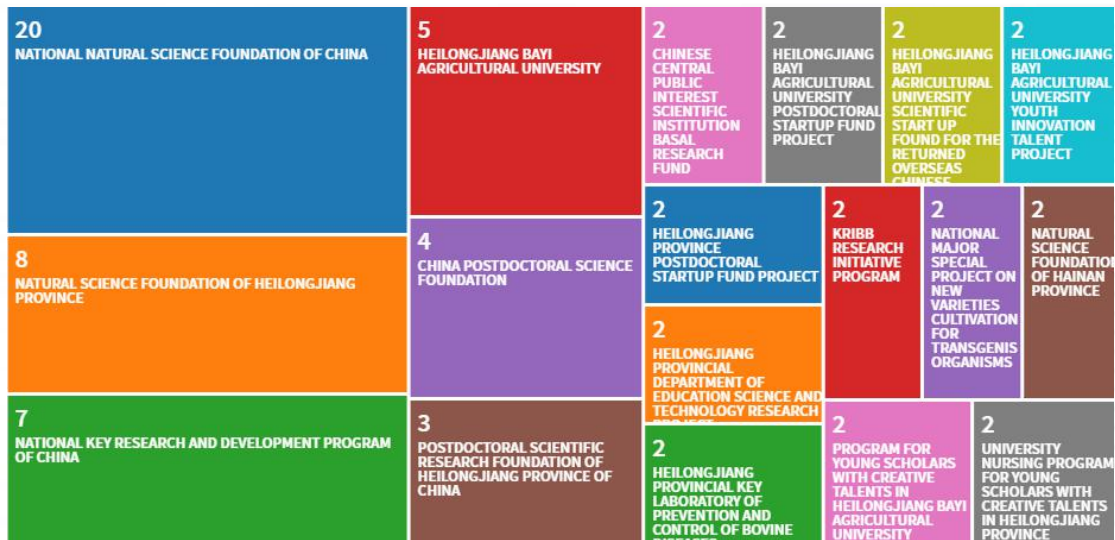 20
NATIONAL NATURAL SCIENCE FOUNDATION OF CHINA
8
NATURAL SCIENCE FOUNDATION OF HEILONGJIANG
PROVINCE
7
NATIONAL KEY RESEARCH AND DEVELOPMENT PROGRAM
OF CHINA
5
HEILONGJIANG BAYI
AGRICULTURAL UNIVERSITY
4
CHINA POSTDOCTORAL SCIENCE
FOUNDATION
3
POSTDOCTORAL SCIENTIFIC
RESEARCH FOUNDATION OF
HEILONGJIANG PROVINCE OF
CHINA
2
CHINESE
CENTRAL
PUBLIC
INTEREST
SCIENTIFIC
INSTITUTION
BASAL
RESEARCH
FUND
2
HEILONGJIANG
BAYI
AGRICULTURAL
UNIVERSITY
POSTDOCTORAL
STARTUP FUND
PROJECT
2
HEILONGJIANG
BAYI
AGRICULTURAL
UNIVERSITY
SCIENTIFIC
START UP
FOUND FOR THE
RETURNED
OVERSEAS
CHINESE
2
HEILONGJIANG
BAYI
AGRICULTURAL
UNIVERSITY
YOUTH
INNOVATION
TALENT
PROJECT
2
HEILONGJIANG
PROVINCE
POSTDOCTORAL
STARTUP FUND PROJECT
2
HEILONGJIANG
PROVINCIAL
DEPARTMENT OF
EDUCATION SCIENCE AND
TECHNOLOGY RESEARCH
PROJECT
2
HEILONGJIANG
PROVINCIAL KEY
LABORATORY OF
PREVENTION AND
CONTROL OF BOVINE
DISEASES
2
KRIBB
RESEARCH
INITIATIVE
PROGRAM
2
NATIONAL
MAJOR
SPECIAL
PROJECT ON
NEW
VARIETIES
CULTIVATION
FOR
TRANSGENIS
ORGANISMS
2
NATURAL
SCIENCE
FOUNDATION
OF HAINAN
PROVINCE
2
PROGRAM FOR
YOUNG SCHOLARS
WITH CREATIVE
TALENTS IN
HEILONGJIANG BAYI
AGRICULTURAL
UNIVERSITY
2
UNIVERSITY
NURSING PROGRAM
FOR YOUNG
SCHOLARS WITH
CREATIVE TALENTS
IN HEILONGJIANG
PROVINCE